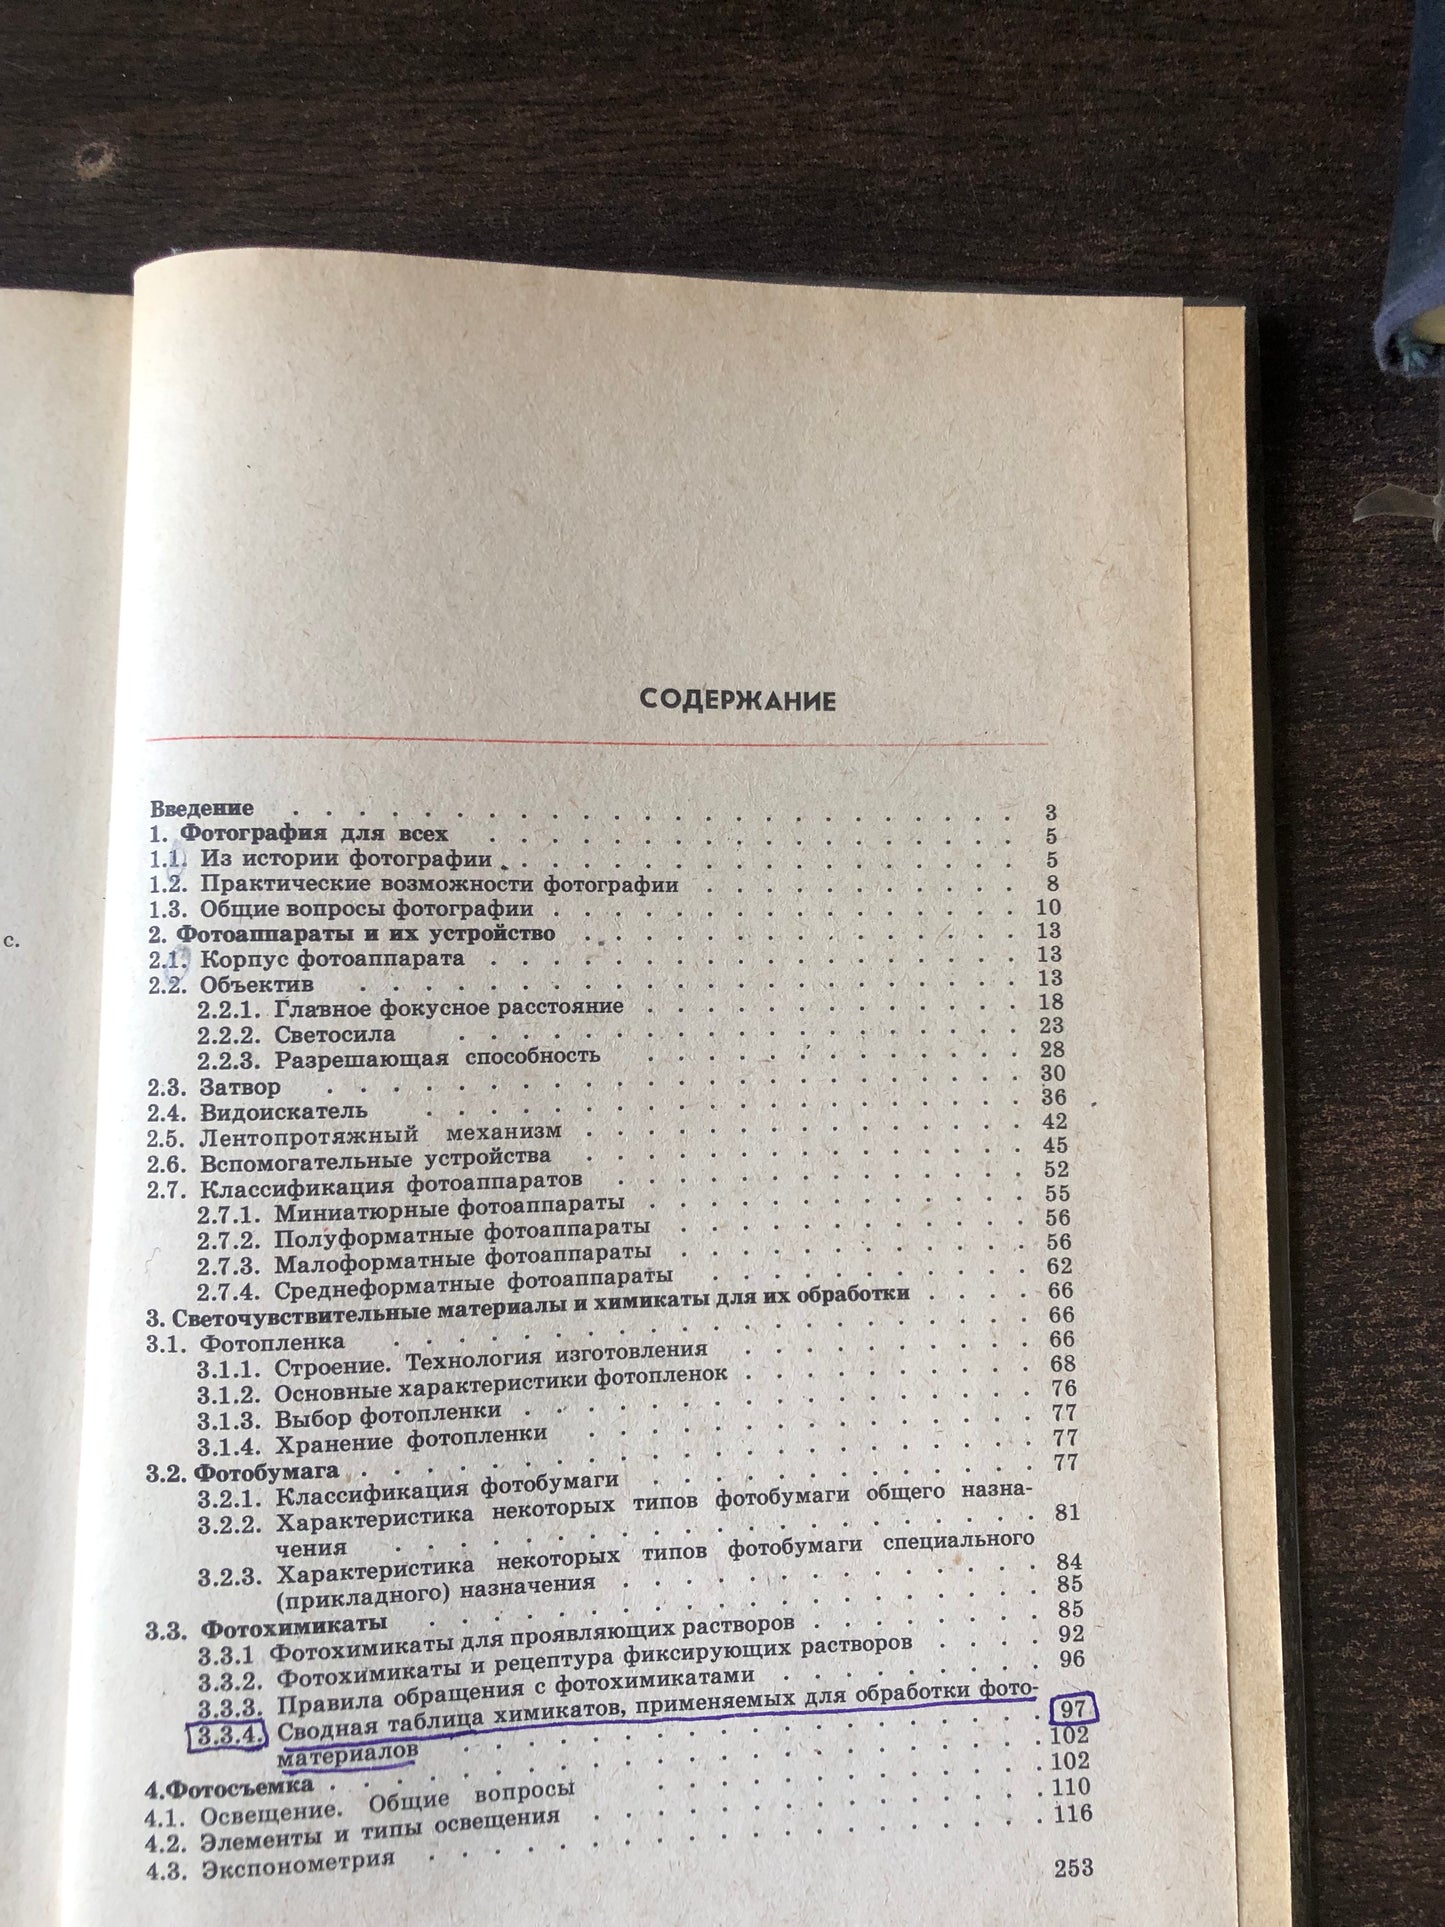 СОДЕРЖАНИЕ
с.
Введение . . . . . . . . . . . . . . . . . . . 3
1. Фотография для всех . . . . . . . . . . . . . . 5
1.1. Из истории фотографии . . . . . . . . . . . . . 5
1.2. Практические возможности фотографии . . . . . . . . 8
1.3. Общие вопросы фотографии . . . . . . . . . . . . 10
2. Фотоаппараты и их устройство . . . . . . . . . . . 13
2.1. Корпус фотоаппарата . . . . . . . . . . . . . . 13
2.2. Объектив . . . . . . . . . . . . . . . . . 13
2.2.1. Главное фокусное расстояние . . . . . . . . . 18
2.2.2. Светосила . . . . . . . . . . . . . . . 23
2.2.3. Разрешающая способность . . . . . . . . . . 28
2.3. Затвор . . . . . . . . . . . . . . . . . . 30
2.4. Видоискатель . . . . . . . . . . . . . . . . 36
2.5. Лентопротяжный механизм . . . . . . . . . . . . 42
2.6. Вспомогательные устройства . . . . . . . . . . . 45
2.7. Классификация фотоаппаратов . . . . . . . . . . . 52
2.7.1. Миниатюрные фотоаппараты . . . . . . . . . . 55
2.7.2. Полуформатные фотоаппараты . . . . . . . . . 56
2.7.3. Малоформатные фотоаппараты . . . . . . . . . 56
2.7.4. Среднеформатные фотоаппараты . . . . . . . . 62
3. Светочувствительные материалы и химикаты для их обработки . . . . 66
3.1. Фотопленка . . . . . . . . . . . . . . . . 66
3.1.1. Строение. Технология изготовления . . . . . . . 66
3.1.2. Основные характеристики фотопленок . . . . . . . 68
3.1.3. Выбор фотопленки . . . . . . . . . . . . 76
3.1.4. Хранение фотопленки . . . . . . . . . . . 77
3.2. Фотобумага . . . . . . . . . . . . . . . . 77
3.2.1. Классификация фотобумаги . . . . . . . . . . 77
3.2.2. Характеристика некоторых типов фотобумаги общего назна-
чения . . . . . . . . . . . . . . . . . 81
3.2.3. Характеристика некоторых типов фотобумаги специального
(прикладного) назначения . . . . . . . . . . 84
3.3. Фотохимикаты . . . . . . . . . . . . . . . 85
3.3.1 Фотохимикаты для проявляющих растворов . . . . . . 85
3.3.2. Фотохимикаты и рецептура фиксирующих растворов . . . . 92
3.3.3. Правила обращения с фотохимикатами . . . . . . . 96
3.3.4. Сводная таблица химикатов, применяемых для обработки фото-
материалов . . . . . . . . . . . . . . . 97
4.Фотосъемка . . . . . . . . . . . . . . . . . 102
4.1. Освещение. Общие вопросы . . . . . . . . . . . 102
4.2. Элементы и типы освещения . . . . . . . . . . . 110
4.3. Экспонометрия . . . . . . . . . . . . . . . 116
253